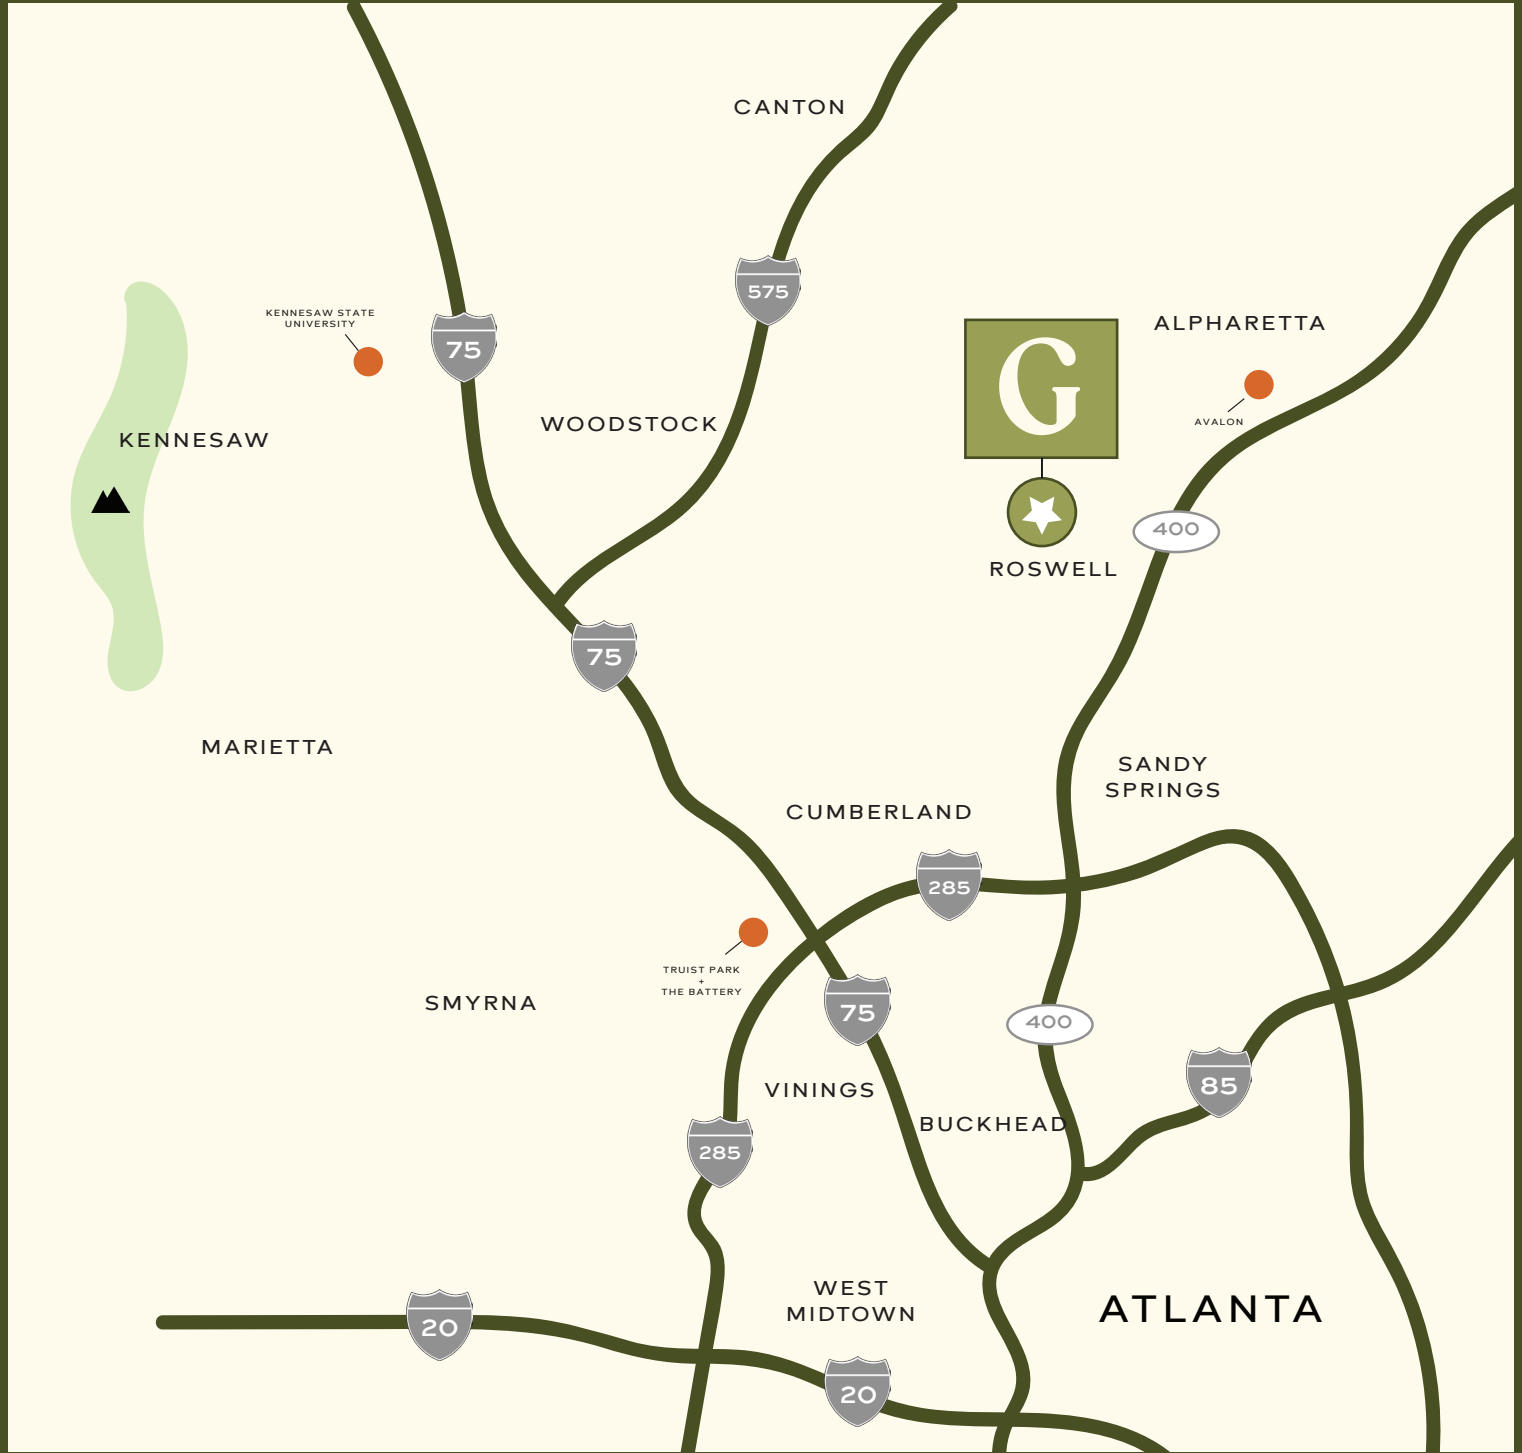 CANTON
575
KENNESAW STATE
UNIVERSITY
75
ALPHARETTA
G
AVALON
WOODSTOCK
KENNESAW
400
ROSWELL
75
MARIETTA
SANDY
SPRINGS
CUMBERLAND
285
TRUIST PARK
+
THE BATTERY
SMYRNA
75
400
85
VININGS
BUCKHEAD
285
WEST
MIDTOWN
ATLANTA
20
20